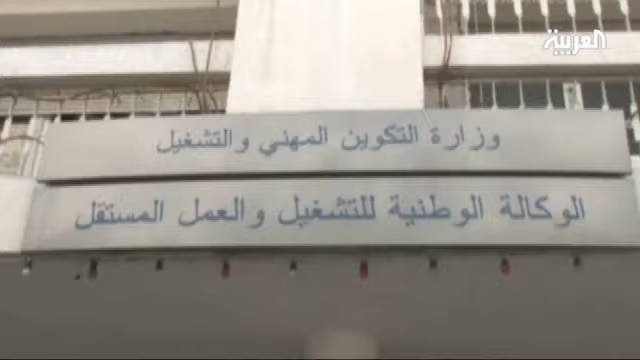 العربية
وزارة التكوين المهني والتشغيل
الوكالة الوطنية للتشغيل والعمل المستقل